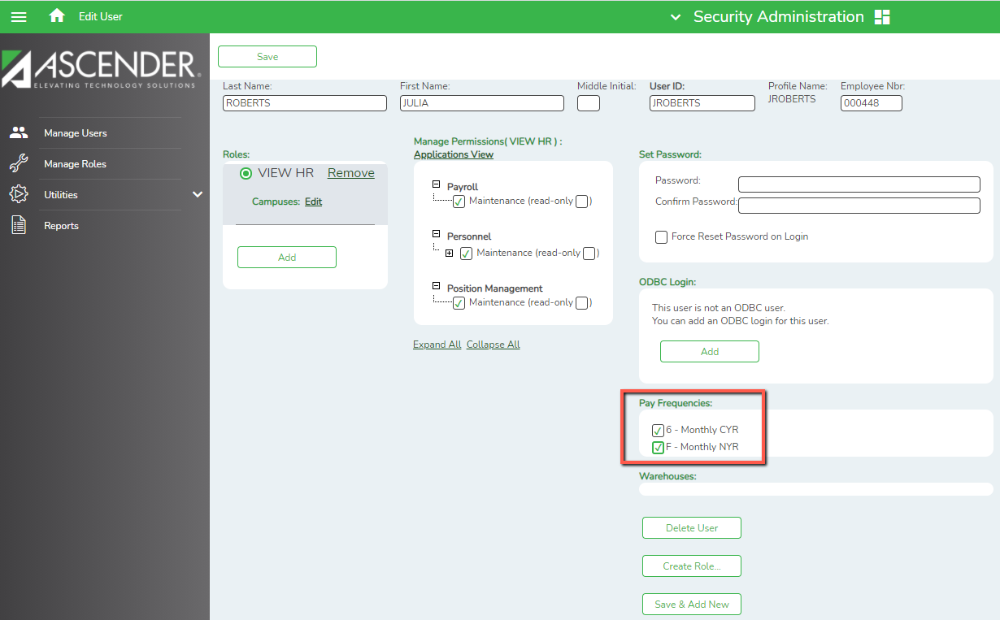 Edit User
Security Administration
ASCENDER
ELEVATING TECHNOLOGY SOLUTIONS
Manage Users
Manage Roles
Utilities
Reports
Save
Last Name: First Name: Middle Initial: User ID: Profile Name: Employee Nbr:
ROBERTS JULIA JROBERTS JROBERTS 000448
Roles:
VIEW HR Remove
Campuses: Edit
Add
Manage Permissions( VIEW HR ) :
Applications View
Payroll
Maintenance (read-only )
Personnel
Maintenance (read-only )
Position Management
Maintenance (read-only )
Expand All Collapse All
Set Password:
Password:
Confirm Password:
Force Reset Password on Login
ODBC Login:
This user is not an ODBC user.
You can add an ODBC login for this user.
Add
Pay Frequencies:
6 - Monthly CYR
F - Monthly NYR
Warehouses:
Delete User
Create Role...
Save & Add New